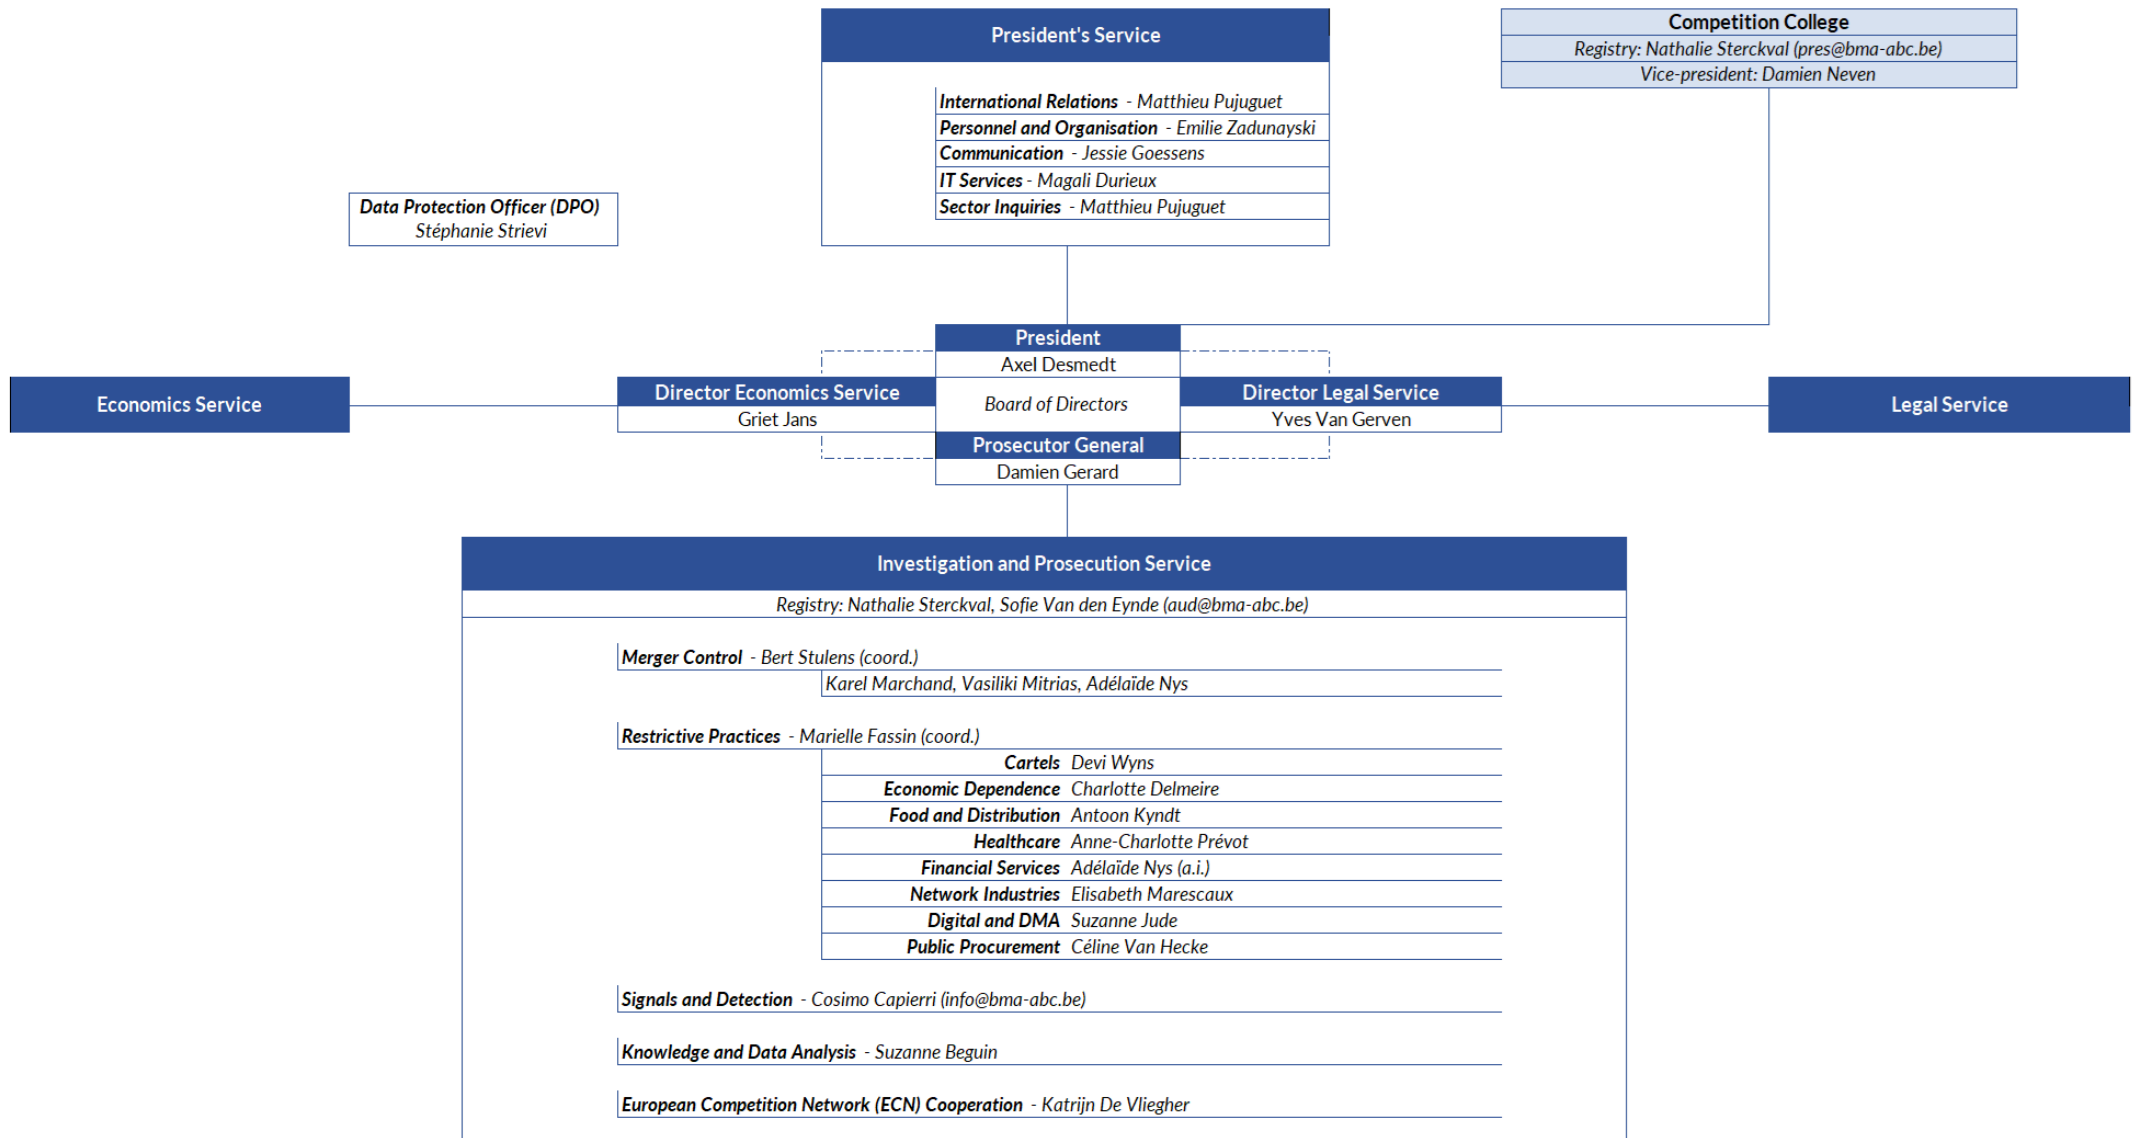 President's Service
International Relations - Matthieu Pujuguet
Personnel and Organisation - Emilie Zadunayski
Communication - Jessie Goessens
IT Services - Magali Durieux
Sector Inquiries - Matthieu Pujuguet
Competition College
Registry: Nathalie Sterckval (pres@bma-abc.be)
Vice-president: Damien Neven
Data Protection Officer (DPO)
Stéphanie Strievi
President
Axel Desmedt
Economics Service
Director Economics Service
Griet Jans
Board of Directors
Director Legal Service
Yves Van Gerven
Legal Service
Prosecutor General
Damien Gerard
Investigation and Prosecution Service
Registry: Nathalie Sterckval, Sofie Van den Eynde (aud@bma-abc.be)
Merger Control - Bert Stulens (coord.)
Karel Marchand, Vasiliki Mitrias, Adélaïde Nys
Restrictive Practices - Marielle Fassin (coord.)
Cartels Devi Wyns
Economic Dependence Charlotte Delmeire
Food and Distribution Antoon Kyndt
Healthcare Anne-Charlotte Prévot
Financial Services Adélaïde Nys (a.i.)
Network Industries Elisabeth Marescaux
Digital and DMA Suzanne Jude
Public Procurement Céline Van Hecke
Signals and Detection - Cosimo Capierri (info@bma-abc.be)
Knowledge and Data Analysis - Suzanne Beguin
European Competition Network (ECN) Cooperation - Katrijn De Vliegher